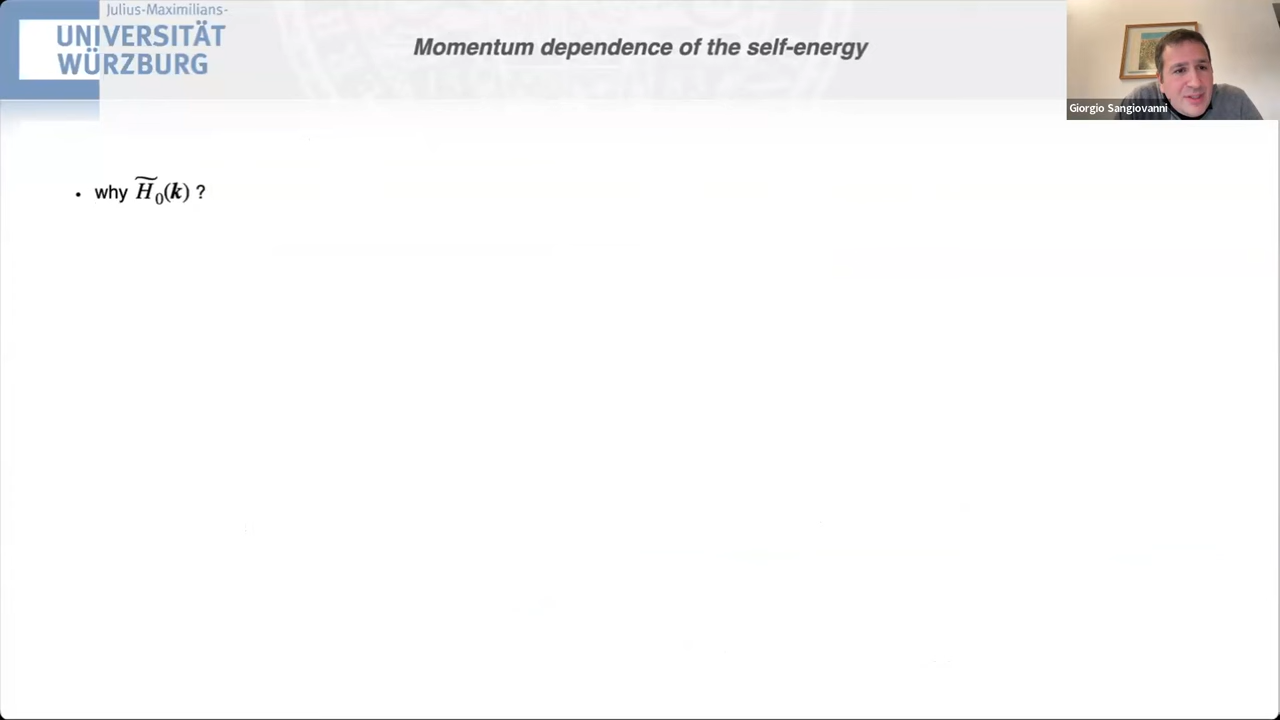 Julius-Maximilians-
UNIVERSITÄT
WÜRZBURG
Momentum dependence of the self-energy
Giorgio Sangiovanni
• why H̃₀(k) ?